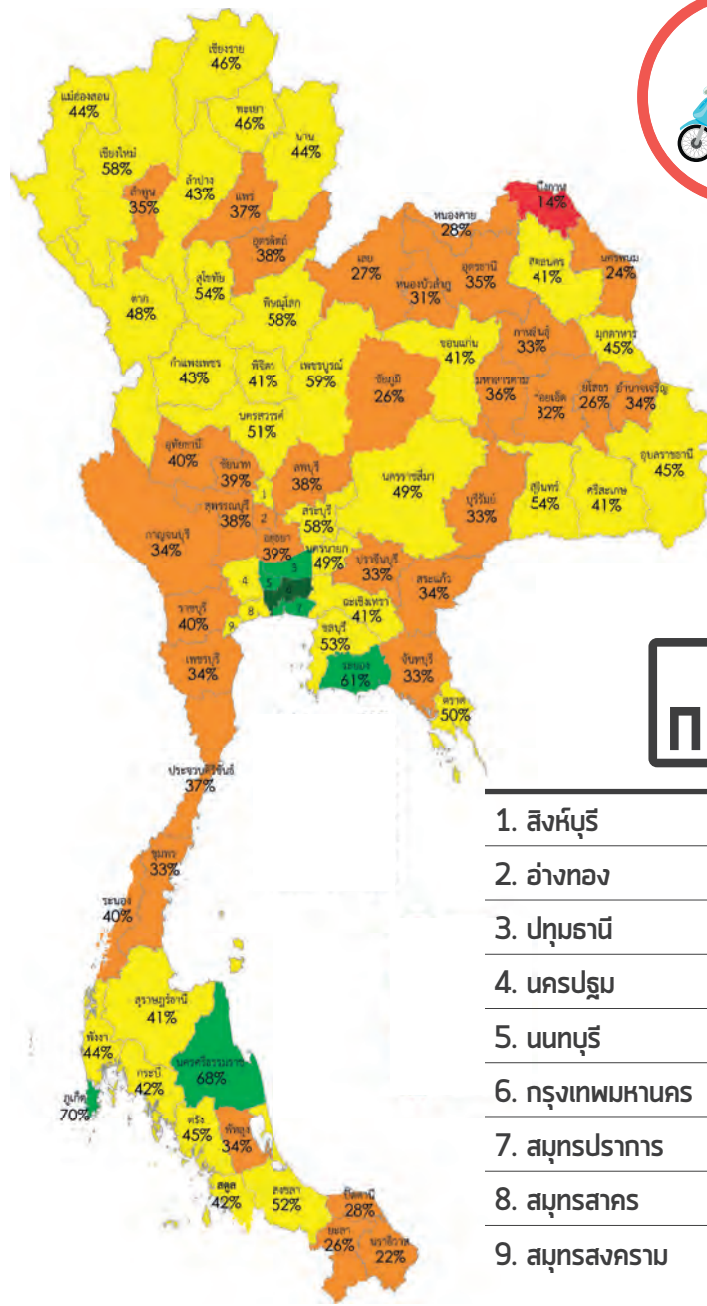 เชียงราย
46%
แม่ฮ่องสอน
44%
พะเยา
46%
น่าน
44%
เชียงใหม่
58%
ลำปาง
43%
ลำพูน
35%
แพร่
37%
อุตรดิตถ์
38%
บึงกาฬ
14%
หนองคาย
28%
เลย
27%
หนองบัวลำภู
31%
อุดรธานี
35%
สกลนคร
41%
นครพนม
24%
สุโขทัย
54%
ตาก
48%
พิษณุโลก
58%
ขอนแก่น
41%
กาฬสินธุ์
33%
มุกดาหาร
45%
กำแพงเพชร
43%
พิจิตร
41%
เพชรบูรณ์
59%
ชัยภูมิ
26%
มหาสารคาม
36%
ร้อยเอ็ด
32%
ยโสธร
26%
อำนาจเจริญ
34%
นครสวรรค์
51%
อุทัยธานี
40%
ชัยนาท
39%
ลพบุรี
38%
นครราชสีมา
49%
บุรีรัมย์
33%
สุรินทร์
54%
ศรีสะเกษ
41%
อุบลราชธานี
45%
1
2
สุพรรณบุรี
38%
สระบุรี
58%
กาญจนบุรี
34%
อยุธยา
39%
นครนายก
49%
ปราจีนบุรี
33%
สระแก้ว
34%
3
4
5
6
7
8
9
ฉะเชิงเทรา
41%
ราชบุรี
40%
ชลบุรี
53%
ระยอง
61%
จันทบุรี
33%
ตราด
50%
เพชรบุรี
34%
ประจวบคีรีขันธ์
37%
ชุมพร
33%
ระนอง
40%
สุราษฎร์ธานี
41%
พังงา
44%
กระบี่
42%
นครศรีธรรมราช
68%
ภูเก็ต
70%
ตรัง
45%
พัทลุง
34%
สตูล
42%
สงขลา
52%
ปัตตานี
28%
ยะลา
26%
นราธิวาส
22%
ก
1. สิงห์บุรี
2. อ่างทอง
3. ปทุมธานี
4. นครปฐม
5. นนทบุรี
6. กรุงเทพมหานคร
7. สมุทรปราการ
8. สมุทรสาคร
9. สมุทรสงคราม